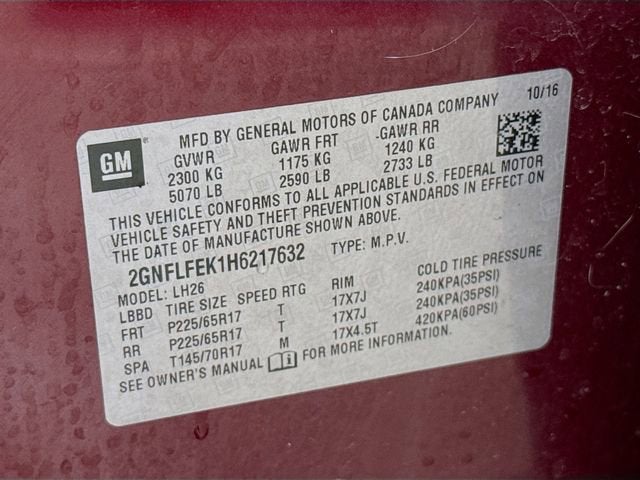 GM
MFD BY GENERAL MOTORS OF CANADA COMPANY 10/16
GVWR GAWR FRT -GAWR RR
2300 KG 1175 KG 1240 KG
5070 LB 2590 LB 2733 LB
THIS VEHICLE CONFORMS TO ALL APPLICABLE U.S. FEDERAL MOTOR
VEHICLE SAFETY AND THEFT PREVENTION STANDARDS IN EFFECT ON
THE DATE OF MANUFACTURE SHOWN ABOVE.
2GNFLFEK1H6217632 TYPE: M.P.V.
MODEL: LH26
LBBD TIRE SIZE SPEED RTG RIM COLD TIRE PRESSURE
FRT P225/65R17 T 17X7J 240KPA(35PSI)
RR P225/65R17 T 17X7J 240KPA(35PSI)
SPA T145/70R17 M 17X4.5T 420KPA(60PSI)
SEE OWNER'S MANUAL FOR MORE INFORMATION.